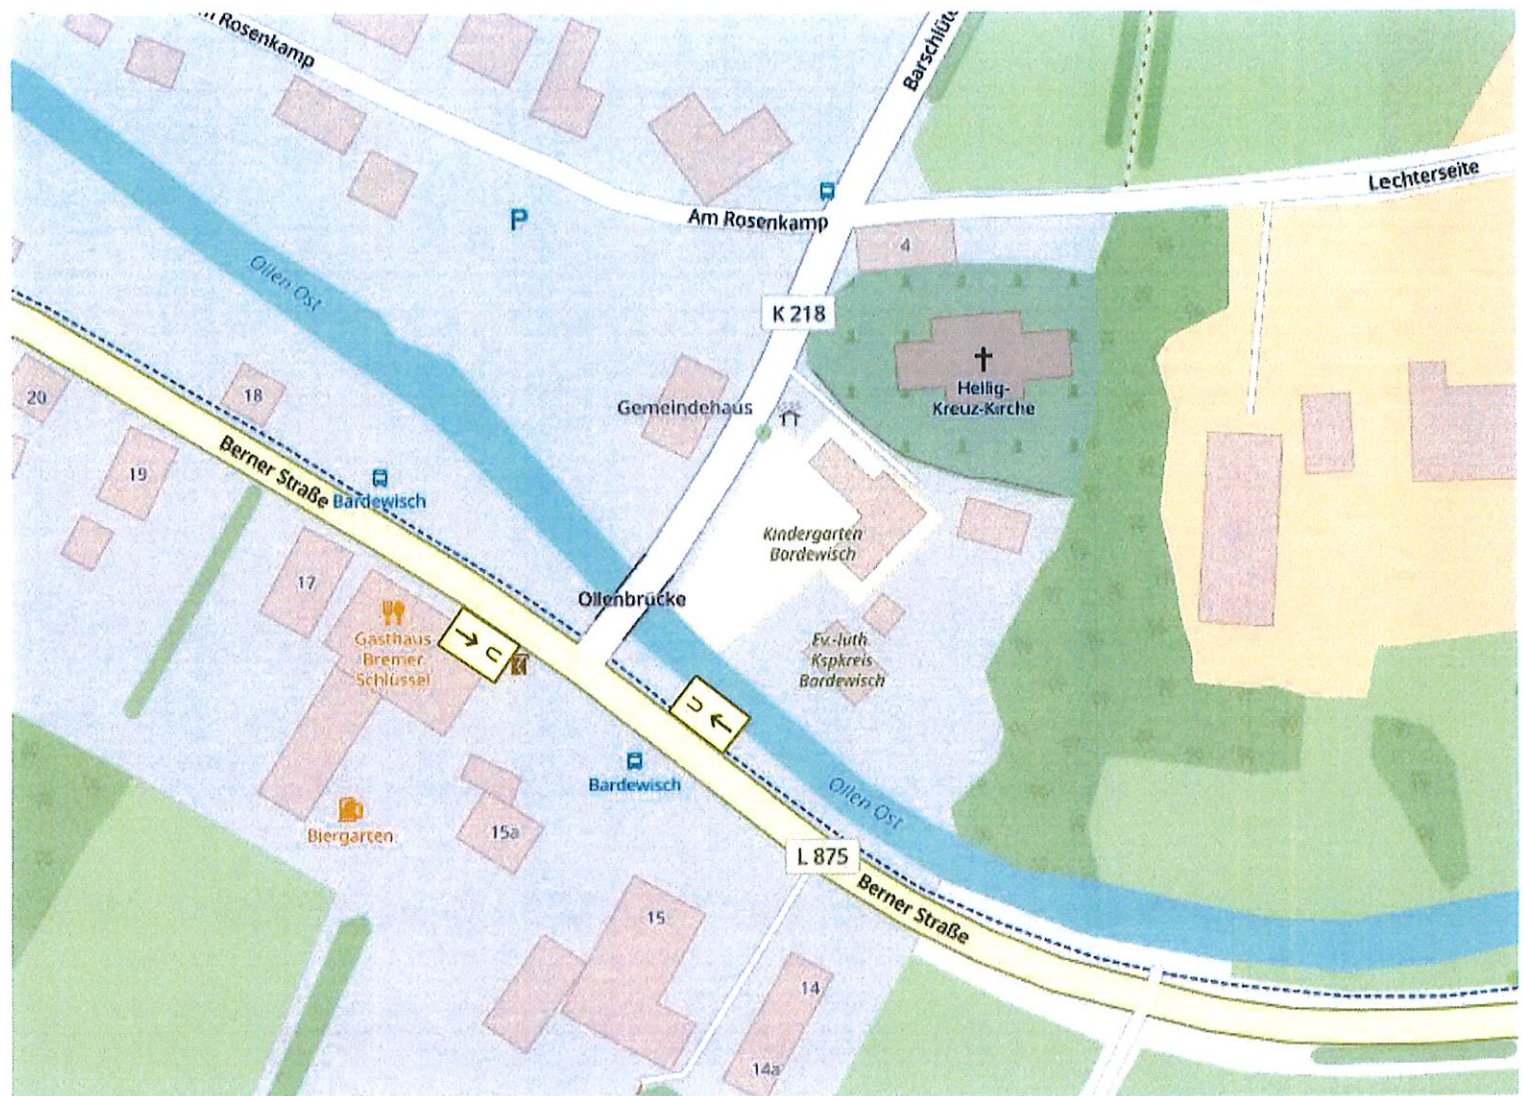 Am Rosenkamp
Barschlüte
Lechterseite
P
Am Rosenkamp
4
Ollen Ost
K 218
Heilig-
Kreuz-Kirche
20
18
Gemeindehaus
19
Berner Straße
Bardewisch
Kindergarten
Bardewisch
17
Ollenbrücke
Gasthaus
Bremer
Schlüssel
Ev.-luth.
Kspkreis
Bardewisch
Bardewisch
Ollen Ost
Biergarten
15a
L 875
Berner Straße
15
14
14a